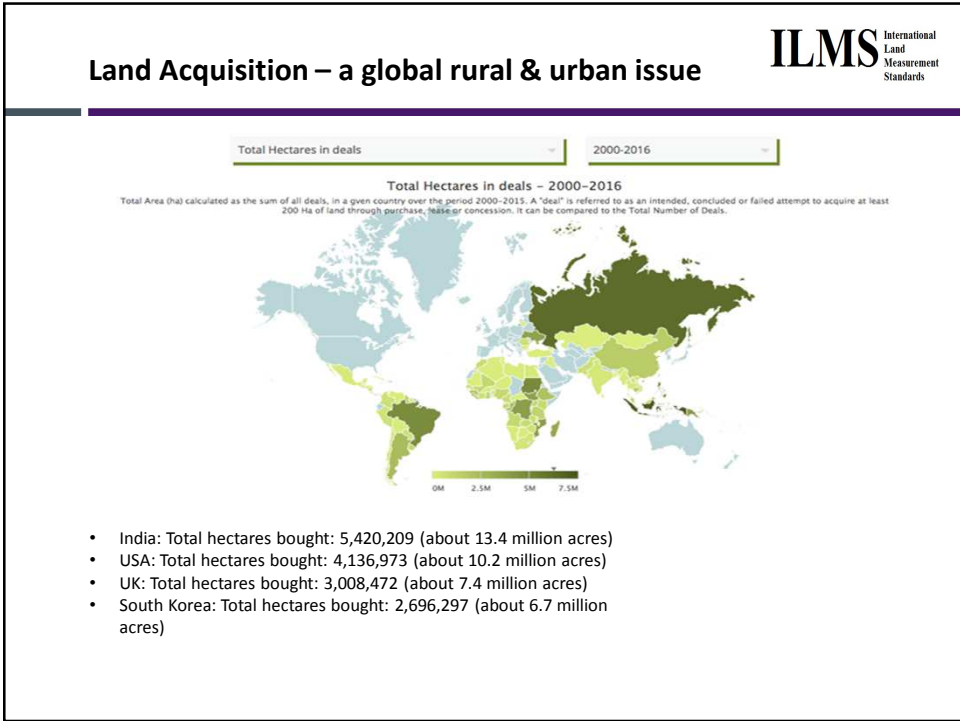 Land Acquisition – a global rural & urban issue
ILMS International
Land
Measurement
Standards
Total Hectares in deals
2000-2016
Total Hectares in deals – 2000-2016
Total Area (ha) calculated as the sum of all deals, in a gven country over the period 2000-2015. A "deal" is referred to as an intended, concluded or failed attempt to acquire at least
200 Ha of land through purchase, lease or concession. It can be compared to the Total Number of Deals.
0M 2.5M 5M 7.5M
• India: Total hectares bought: 5,420,209 (about 13.4 million acres)
• USA: Total hectares bought: 4,136,973 (about 10.2 million acres)
• UK: Total hectares bought: 3,008,472 (about 7.4 million acres)
• South Korea: Total hectares bought: 2,696,297 (about 6.7 million
acres)